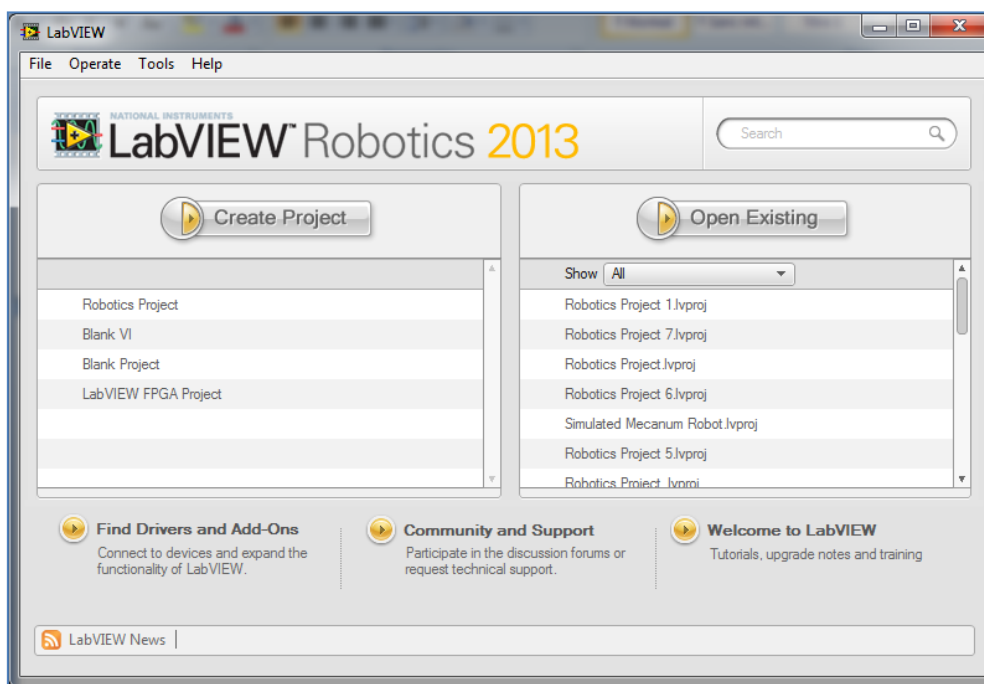 LabVIEW
File Operate Tools Help
NATIONAL INSTRUMENTS
LabVIEW™ Robotics 2013
Search
Create Project
Robotics Project
Blank VI
Blank Project
LabVIEW FPGA Project
Open Existing
Show All
Robotics Project 1.lvproj
Robotics Project 7.lvproj
Robotics Project.lvproj
Robotics Project 6.lvproj
Simulated Mecanum Robot.lvproj
Robotics Project 5.lvproj
Robotics Project .lvproj
Find Drivers and Add-Ons
Connect to devices and expand the
functionality of LabVIEW.
Community and Support
Participate in the discussion forums or
request technical support.
Welcome to LabVIEW
Tutorials, upgrade notes and training
LabVIEW News